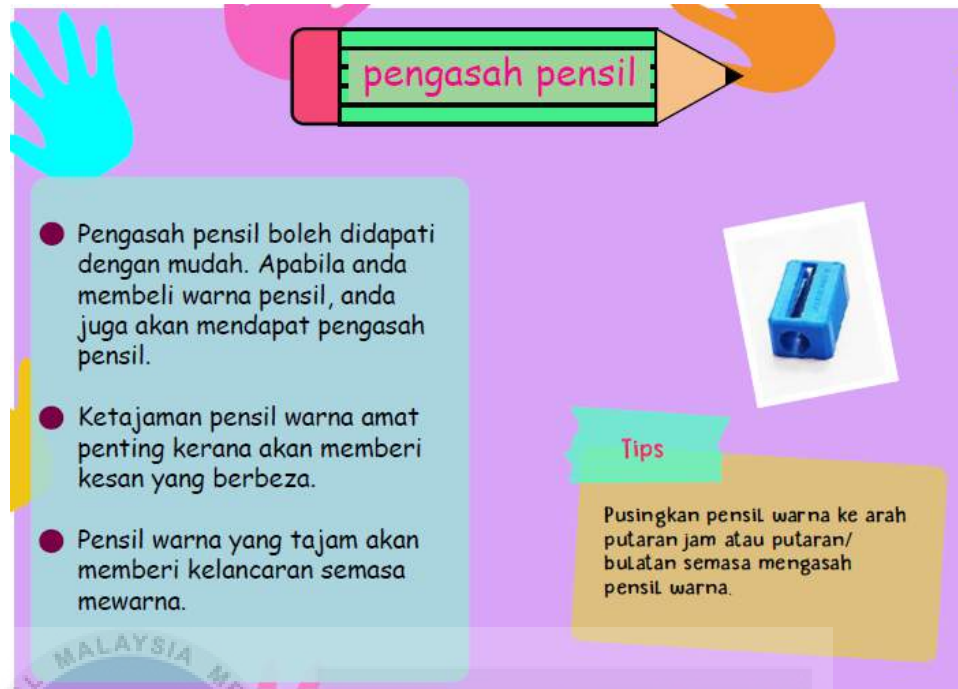 pengasah pensil
Pengasah pensil boleh didapati
dengan mudah. Apabila anda
membeli warna pensil, anda
juga akan mendapat pengasah
pensil.
Ketajaman pensil warna amat
penting kerana akan memberi
kesan yang berbeza.
Pensil warna yang tajam akan
memberi kelancaran semasa
mewarna.
Tips
Pusingkan pensil warna ke arah
putaran jam atau putaran/
bulatan semasa mengasah
pensil warna.
MALAYSIA